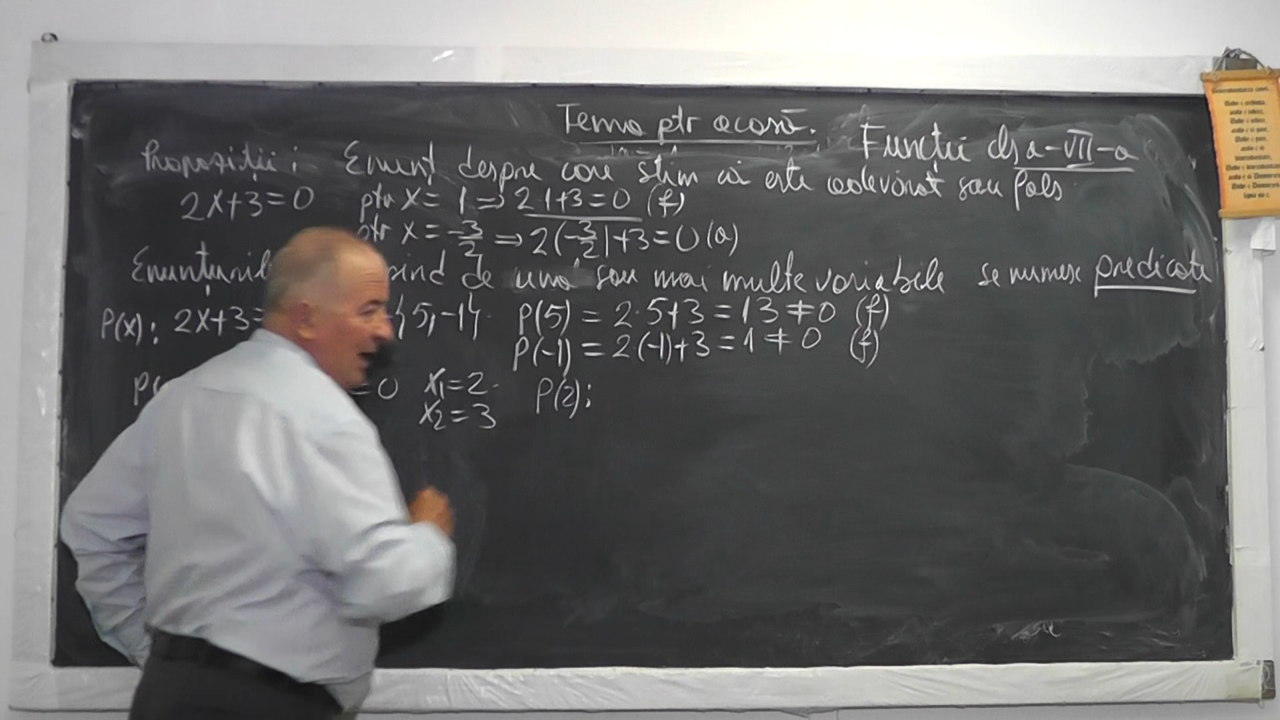 Tema ptr acasă.
Funcții cls a-VII-a
Propoziții: Enunț despre care știm că este adevărat sau fals
2x+3=0 ptr x = 1 ⇒ 2 1+3=0 (f)
ptr x = -3/2 ⇒ 2(-3/2)+3=0 (a)
de una sau mai multe variabile se numesc predicate
P(x): 2x+3= 5,-1} P(5) = 2·5+3 = 13 ≠ 0 (f)
P(-1) = 2(-1)+3 = 1 ≠ 0 (f)
=0 x₁=2 P(2):
x₂=3